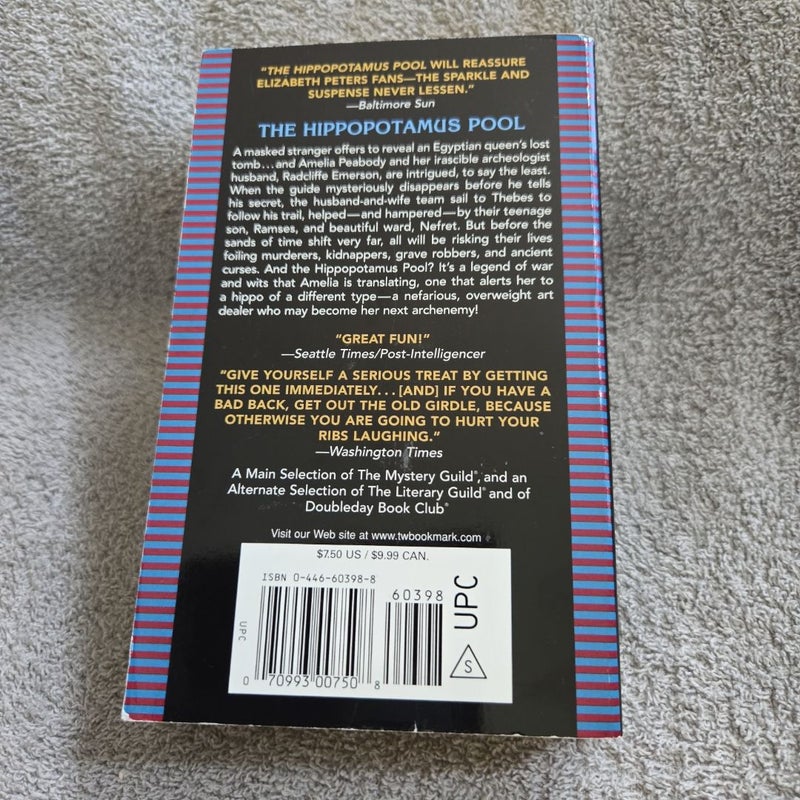 “THE HIPPOPOTAMUS POOL WILL REASSURE
ELIZABETH PETERS FANS—THE SPARKLE AND
SUSPENSE NEVER LESSEN.”
—Baltimore Sun
THE HIPPOPOTAMUS POOL
A masked stranger offers to reveal an Egyptian queen's lost
tomb...and Amelia Peabody and her irascible archeologist
husband, Radcliffe Emerson, are intrigued, to say the least.
When the guide mysteriously disappears before he tells
his secret, the husband-and-wife team sail to Thebes to
follow his trail, helped—and hampered—by their teenage
son, Ramses, and beautiful ward, Nefret. But before the
sands of time shift very far, all will be risking their lives
foiling murderers, kidnappers, grave robbers, and ancient
curses. And the Hippopotamus Pool? It's a legend of war
and wits that Amelia is translating, one that alerts her to
a hippo of a different type—a nefarious, overweight art
dealer who may become her next archenemy!
“GREAT FUN!”
—Seattle Times/Post-Intelligencer
“GIVE YOURSELF A SERIOUS TREAT BY GETTING
THIS ONE IMMEDIATELY...[AND] IF YOU HAVE A
BAD BACK, GET OUT THE OLD GIRDLE, BECAUSE
OTHERWISE YOU ARE GOING TO HURT YOUR
RIBS LAUGHING.”
—Washington Times
A Main Selection of The Mystery Guild®, and an
Alternate Selection of The Literary Guild® and of
Doubleday Book Club®
Visit our Web site at www.twbookmark.com
$7.50 US / $9.99 CAN.
ISBN 0-446-60398-8
60398
UPC
UPC
S
0 70993 00750 8